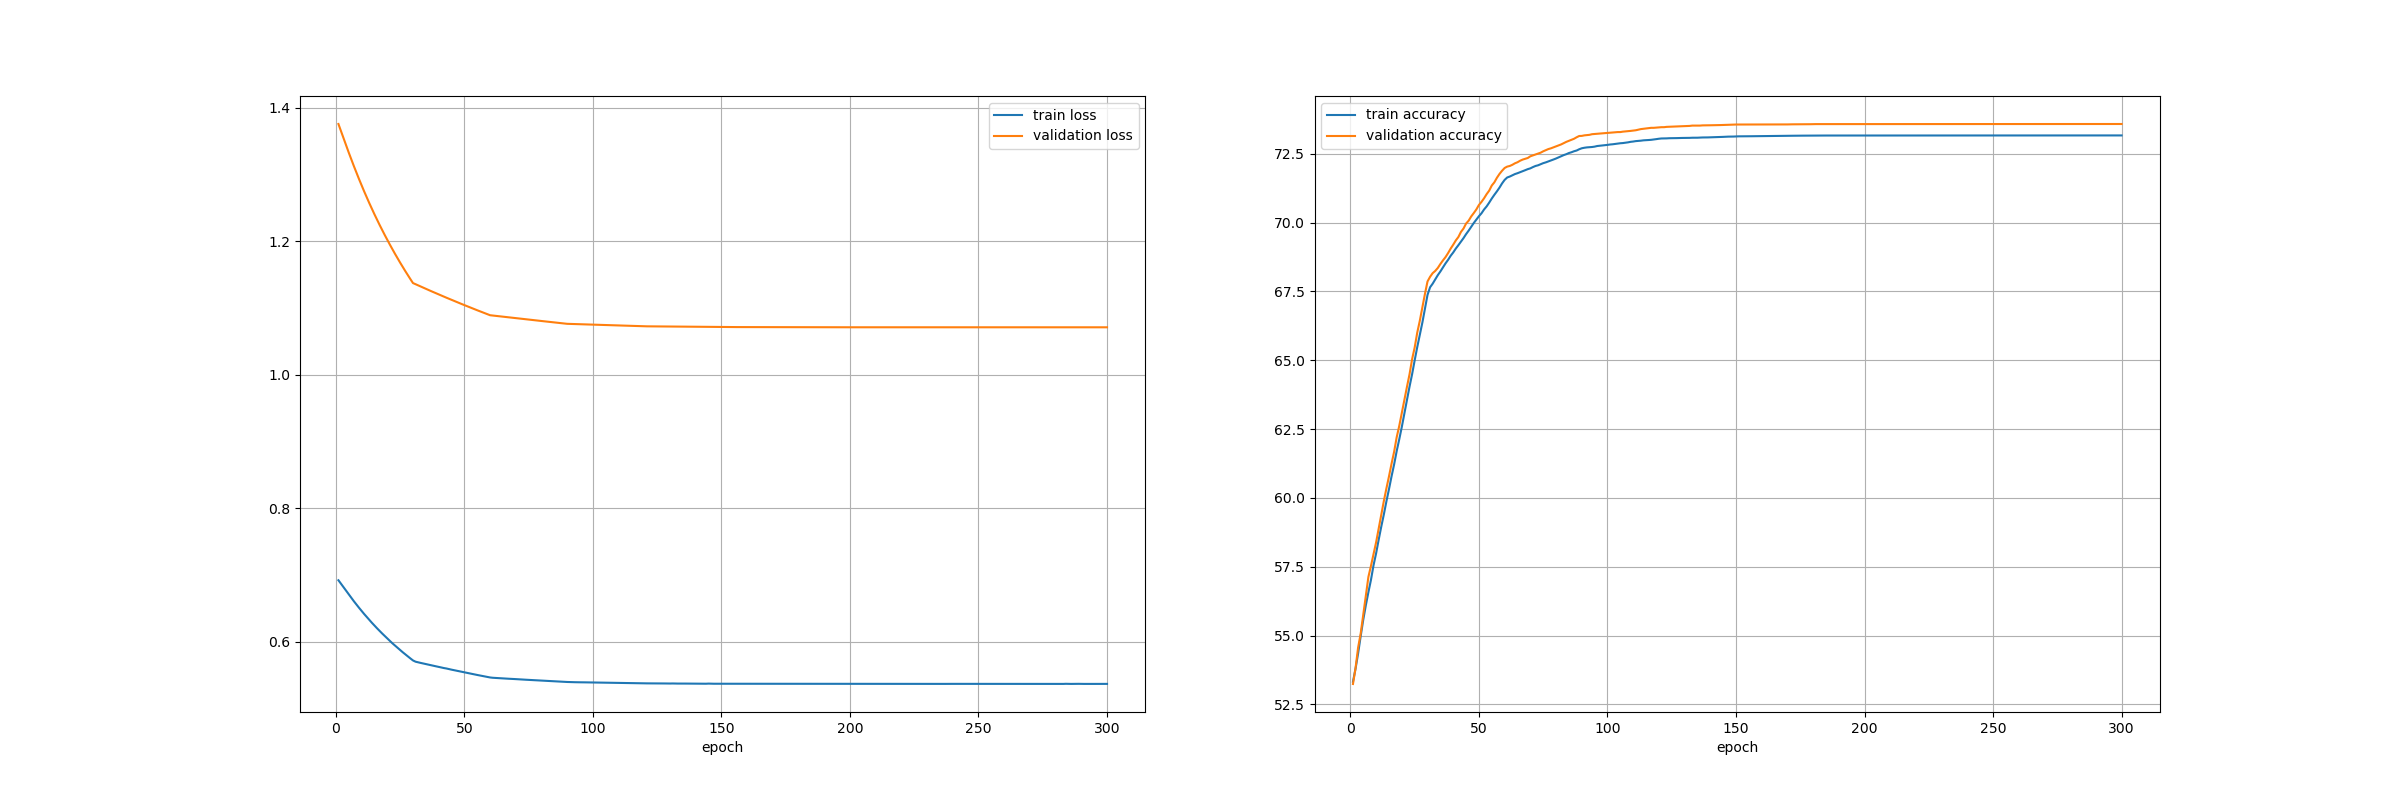 1.4
1.2
1.0
0.8
0.6
0 50 100 150 200 250 300
epoch
train loss
validation loss
72.5
70.0
67.5
65.0
62.5
60.0
57.5
55.0
52.5
0 50 100 150 200 250 300
epoch
train accuracy
validation accuracy